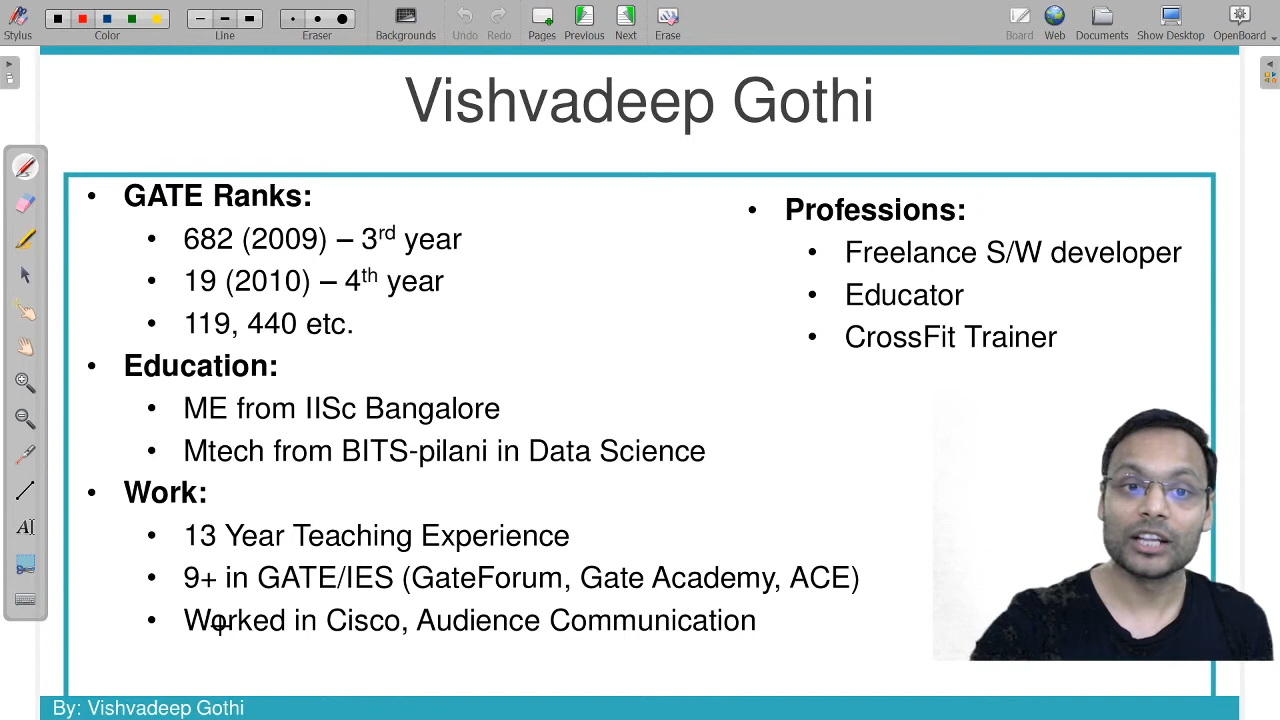 Stylus
Color
Line
Eraser
Backgrounds
Undo
Redo
Pages
Previous
Next
Erase
Board
Web
Documents
Show Desktop
OpenBoard
Vishvadeep Gothi
• GATE Ranks:
• 682 (2009) – 3rd year
• 19 (2010) – 4th year
• 119, 440 etc.
• Education:
• ME from IISc Bangalore
• Mtech from BITS-pilani in Data Science
• Work:
• 13 Year Teaching Experience
• 9+ in GATE/IES (GateForum, Gate Academy, ACE)
• Worked in Cisco, Audience Communication
• Professions:
• Freelance S/W developer
• Educator
• CrossFit Trainer
AI
By: Vishvadeep Gothi